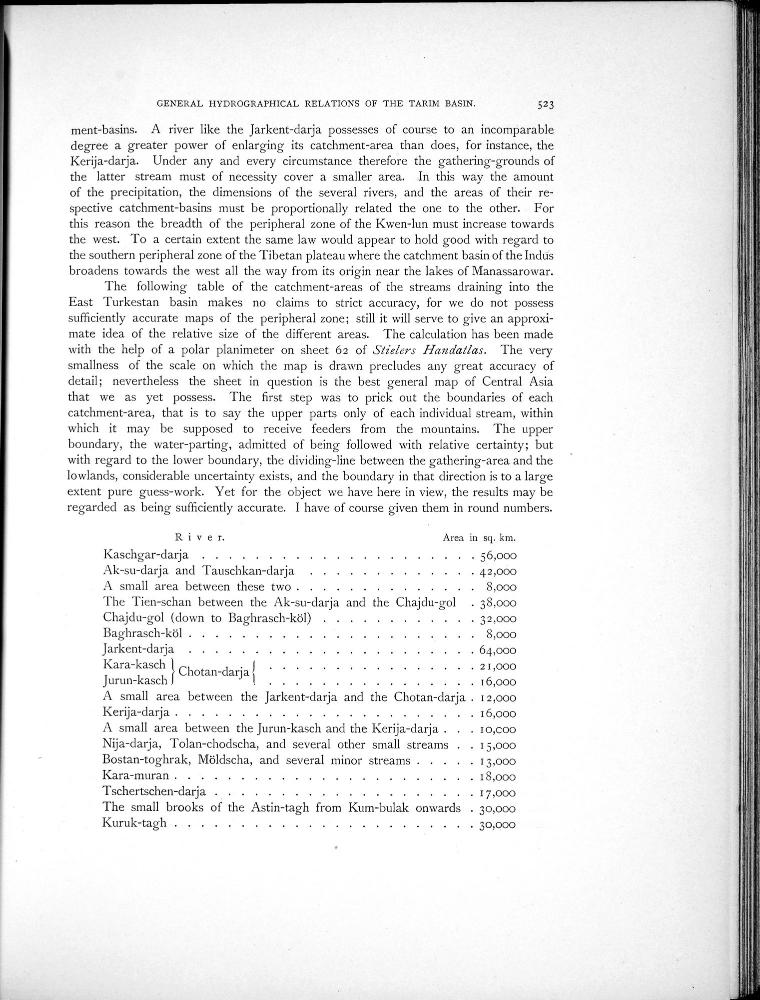 GENERAL HYDROGRAPHICAL RELATIONS OF THE TARIM BASIN. 523
ment-basins. A river like the Jarkent-darja possesses of course to an incomparable
degree a greater power of enlarging its catchment-area than does, for instance, the
Kerija-darja. Under any and every circumstance therefore the gathering-grounds of
the latter stream must of necessity cover a smaller area. In this way the amount
of the precipitation, the dimensions of the several rivers, and the areas of their re-
spective catchment-basins must be proportionally related the one to the other. For
this reason the breadth of the peripheral zone of the Kwen-lun must increase towards
the west. To a certain extent the same law would appear to hold good with regard to
the southern peripheral zone of the Tibetan plateau where the catchment basin of the Indus
broadens towards the west all the way from its origin near the lakes of Manassarowar.
The following table of the catchment-areas of the streams draining into the
East Turkestan basin makes no claims to strict accuracy, for we do not possess
sufficiently accurate maps of the peripheral zone; still it will serve to give an approxi-
mate idea of the relative size of the different areas. The calculation has been made
with the help of a polar planimeter on sheet 62 of Stielers Handatlas. The very
smallness of the scale on which the map is drawn precludes any great accuracy of
detail; nevertheless the sheet in question is the best general map of Central Asia
that we as yet possess. The first step was to prick out the boundaries of each
catchment-area, that is to say the upper parts only of each individual stream, within
which it may be supposed to receive feeders from the mountains. The upper
boundary, the water-parting, admitted of being followed with relative certainty; but
with regard to the lower boundary, the dividing-line between the gathering-area and the
lowlands, considerable uncertainty exists, and the boundary in that direction is to a large
extent pure guess-work. Yet for the object we have here in view, the results may be
regarded as being sufficiently accurate. I have of course given them in round numbers.
River. Area in sq. km.
Kaschgar-darja . . . . . . . . . . . . . . . . . . . . . 56,000
Ak-su-darja and Tauschkan-darja . . . . . . . . . . . . . 42,000
A small area between these two . . . . . . . . . . . . . . 8,000
The Tien-schan between the Ak-su-darja and the Chajdu-gol . 38,000
Chajdu-gol (down to Baghrasch-köl) . . . . . . . . . . . . 32,000
Baghrasch-köl . . . . . . . . . . . . . . . . . . . . . . 8,000
Jarkent-darja . . . . . . . . . . . . . . . . . . . . . . 64,000
Kara-kasch } Chotan-darja { . . . . . . . . . . . . . . . . 21,000
Jurun-kasch . . . . . . . . . . . . . . . . 16,000
A small area between the Jarkent-darja and the Chotan-darja . 12,000
Kerija-darja . . . . . . . . . . . . . . . . . . . . . . . 16,000
A small area between the Jurun-kasch and the Kerija-darja . . . 10,000
Nija-darja, Tolan-chodscha, and several other small streams . . 15,000
Bostan-toghrak, Möldscha, and several minor streams . . . . . 13,000
Kara-muran . . . . . . . . . . . . . . . . . . . . . . . 18,000
Tschertschen-darja . . . . . . . . . . . . . . . . . . . . 17,000
The small brooks of the Astin-tagh from Kum-bulak onwards . 30,000
Kuruk-tagh . . . . . . . . . . . . . . . . . . . . . . . 30,000